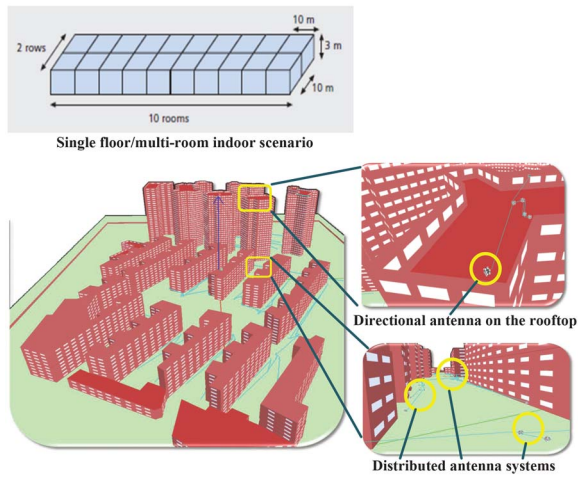 10 m
2 rows
3 m
10 m
10 rooms
Single floor/multi-room indoor scenario
Directional antenna on the rooftop
Distributed antenna systems